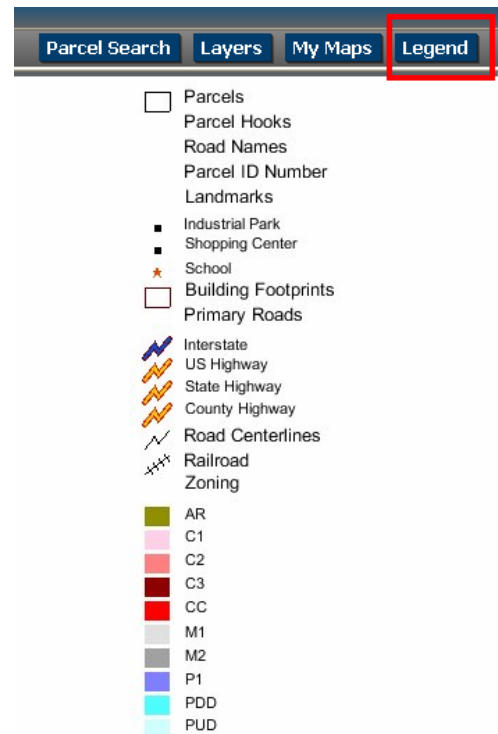 Parcel Search Layers My Maps Legend
Parcels
Parcel Hooks
Road Names
Parcel ID Number
Landmarks
Industrial Park
Shopping Center
School
Building Footprints
Primary Roads
Interstate
US Highway
State Highway
County Highway
Road Centerlines
Railroad
Zoning
AR
C1
C2
C3
CC
M1
M2
P1
PDD
PUD